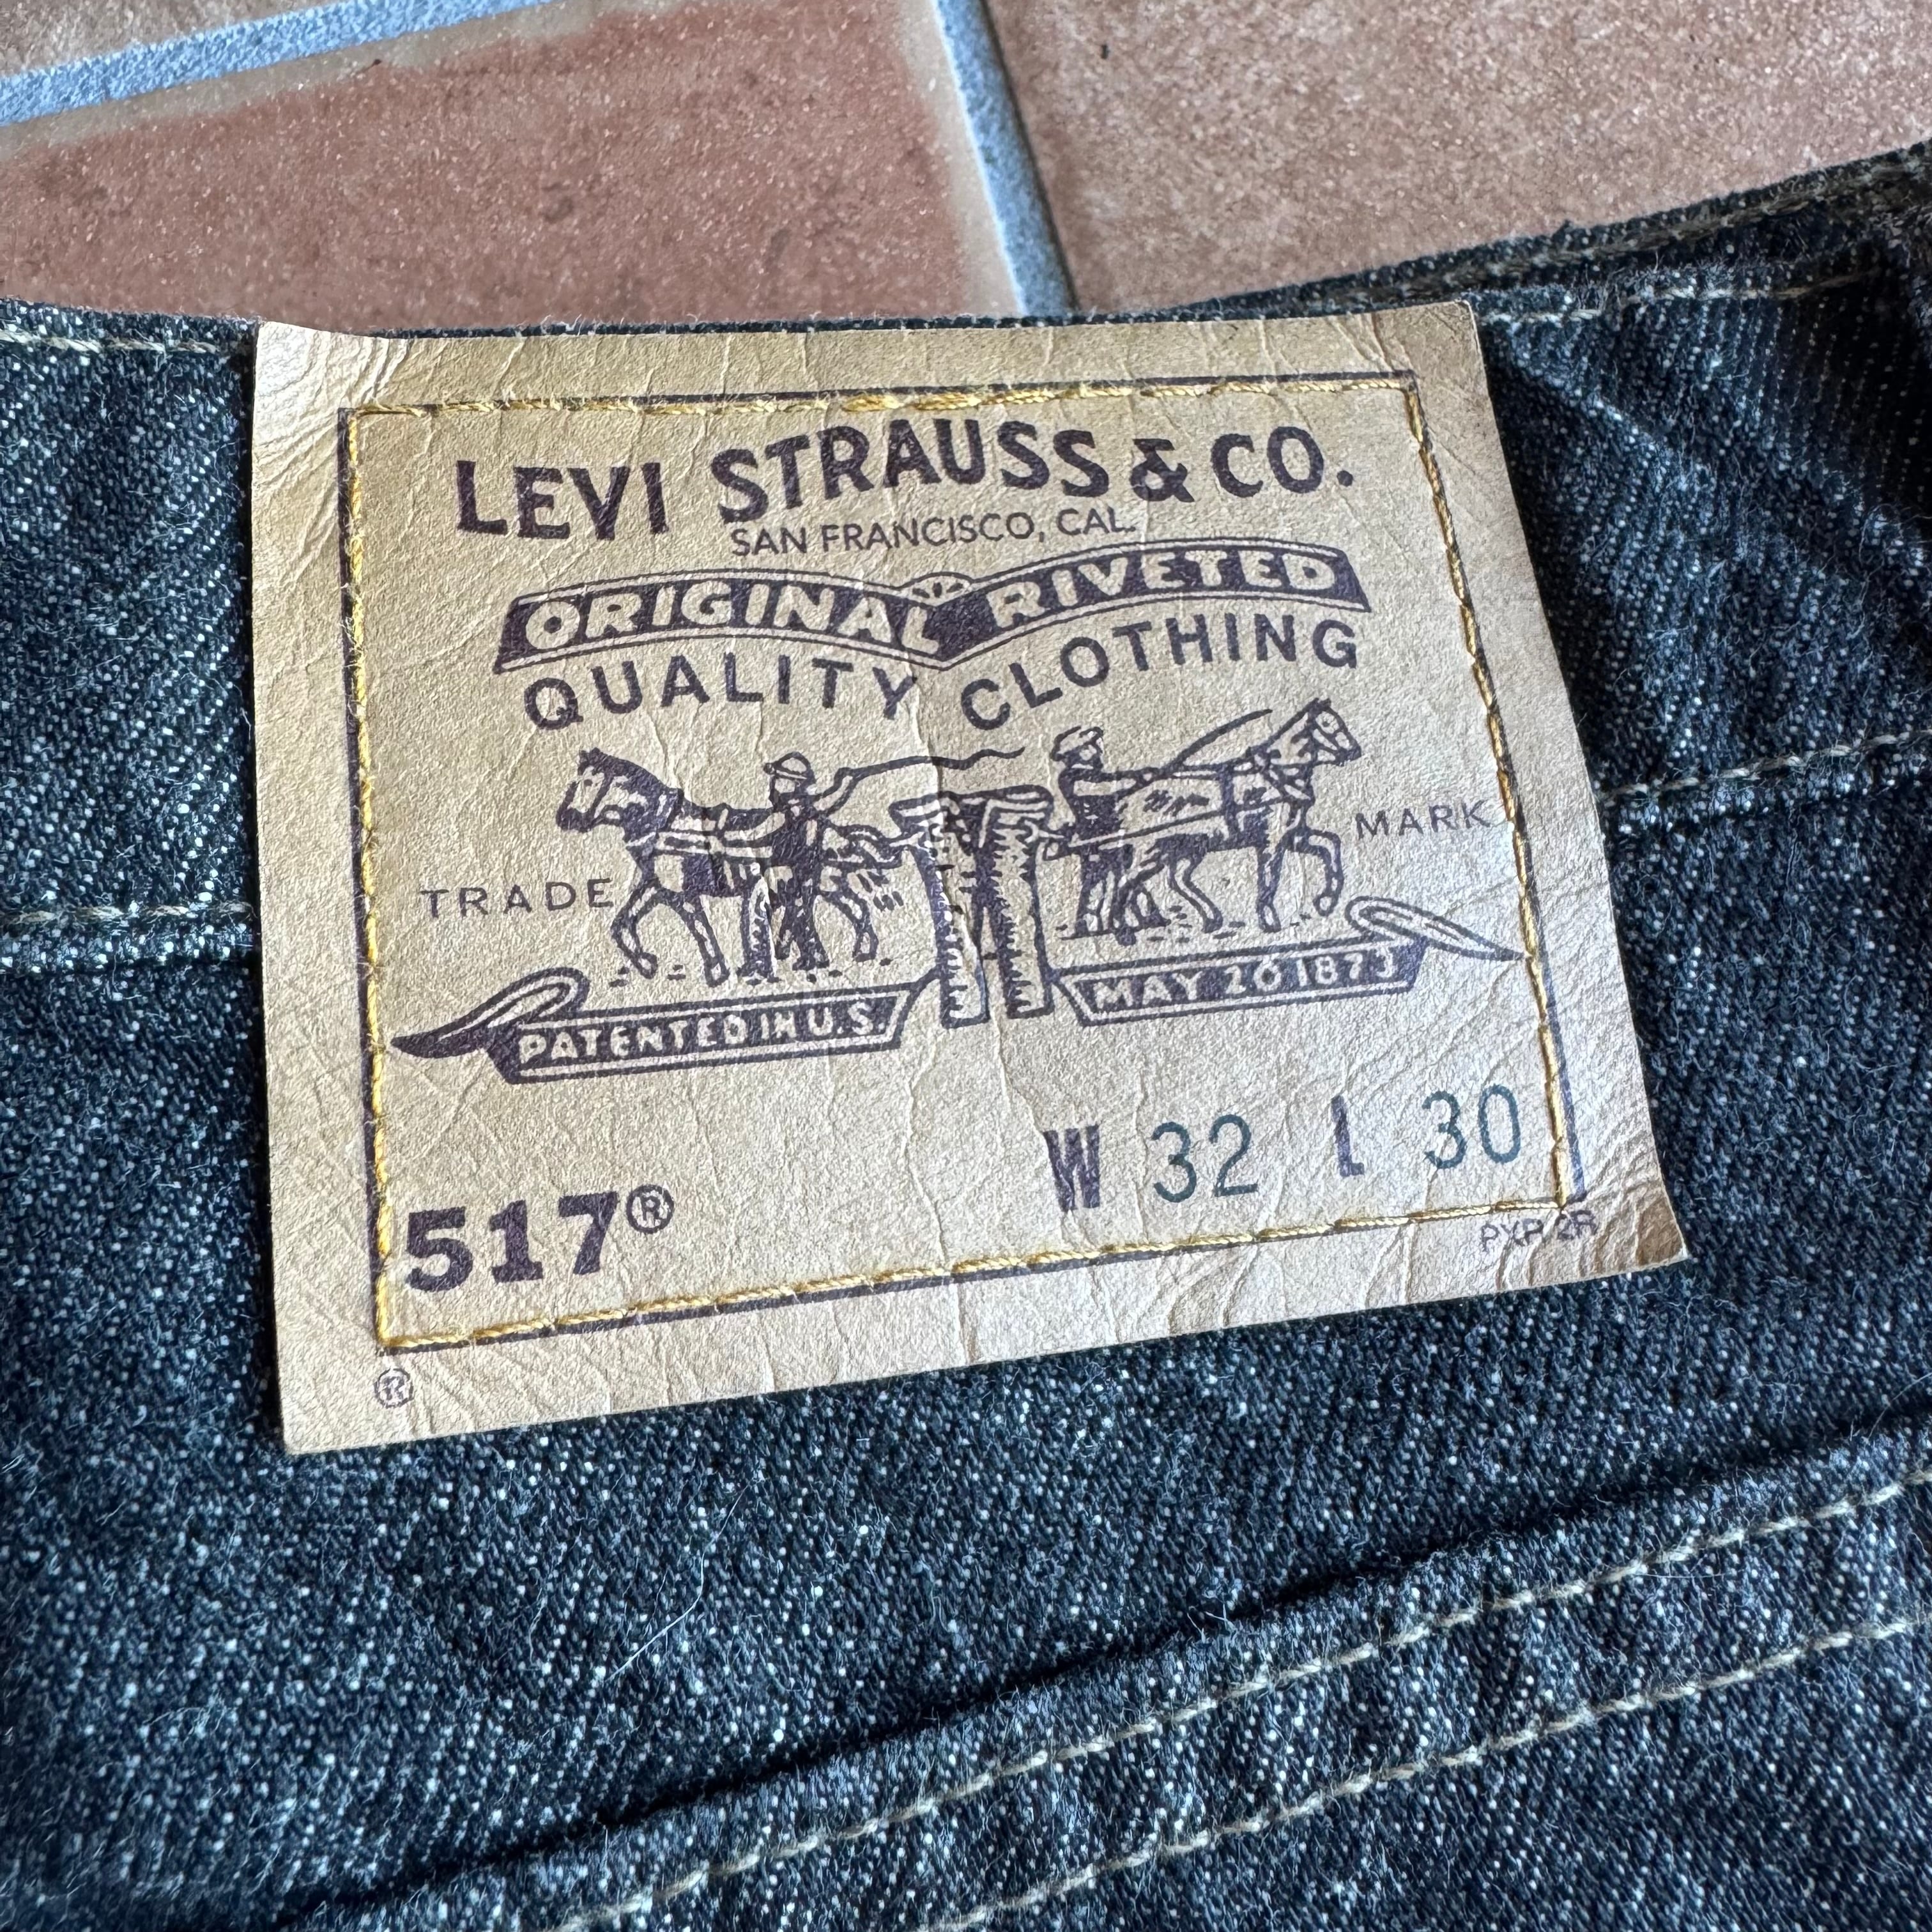 LEVI STRAUSS & CO.
SAN FRANCISCO, CAL.
ORIGINAL RIVETED
QUALITY CLOTHING
TRADE MARK
PATENTED IN U.S. MAY 20 1873
517® W 32 L 30
®